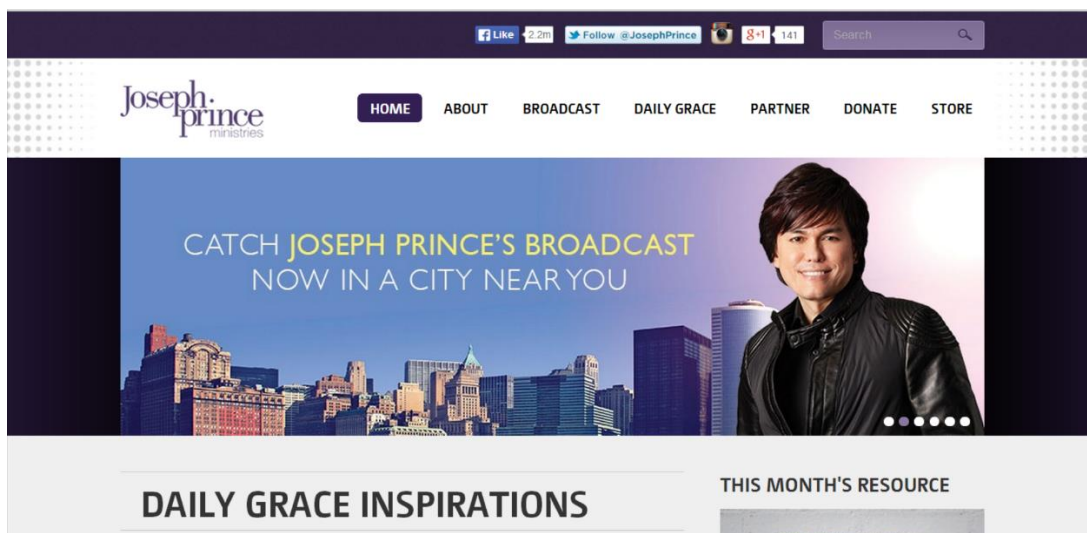 Like 2.2m Follow @JosephPrince 8+1 141 Search
Joseph
prince
ministries
HOME ABOUT BROADCAST DAILY GRACE PARTNER DONATE STORE
CATCH JOSEPH PRINCE'S BROADCAST
NOW IN A CITY NEAR YOU
DAILY GRACE INSPIRATIONS
THIS MONTH'S RESOURCE